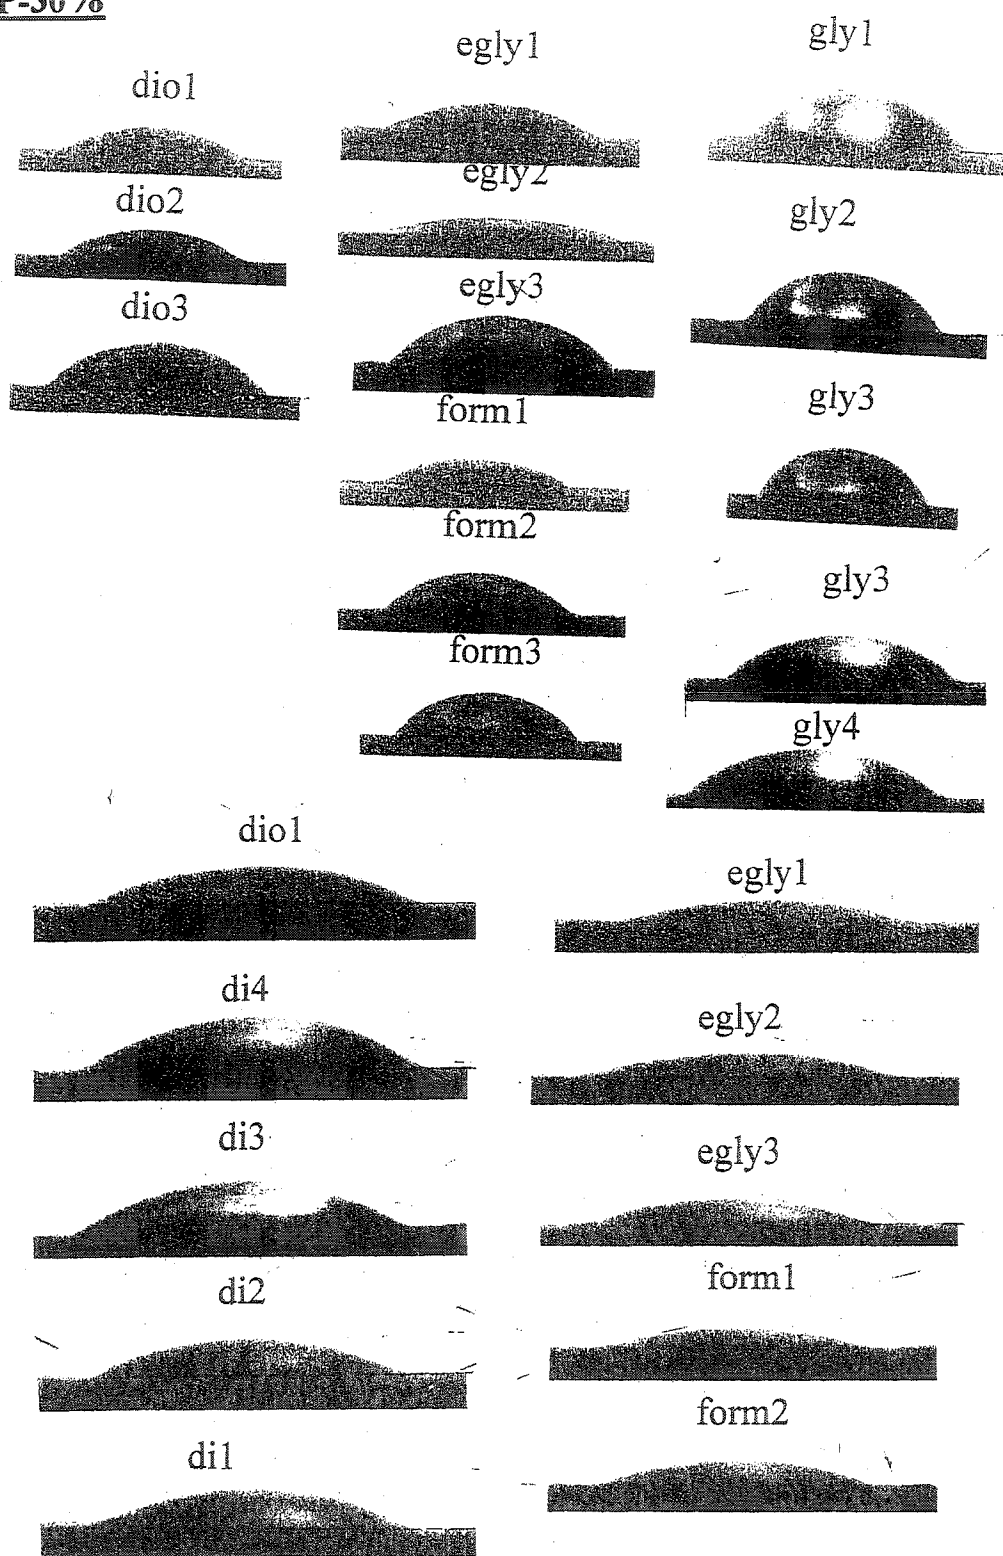 P-50%
dio1
dio2
dio3
egly1
egly2
egly3
form1
form2
form3
gly1
gly2
gly3
gly3
gly4
dio1
di4
di3
di2
di1
egly1
egly2
egly3
form1
form2